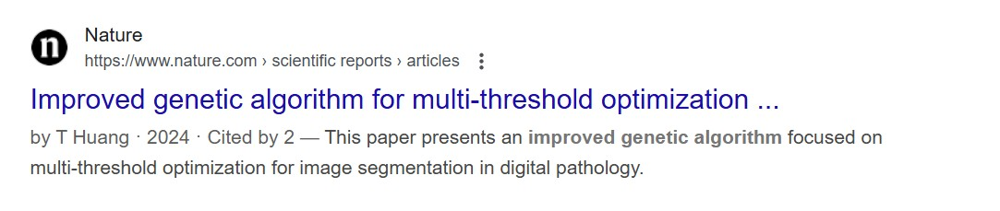 n
Nature
https://www.nature.com › scientific reports › articles
Improved genetic algorithm for multi-threshold optimization ...
by T Huang · 2024 · Cited by 2 — This paper presents an improved genetic algorithm focused on
multi-threshold optimization for image segmentation in digital pathology.